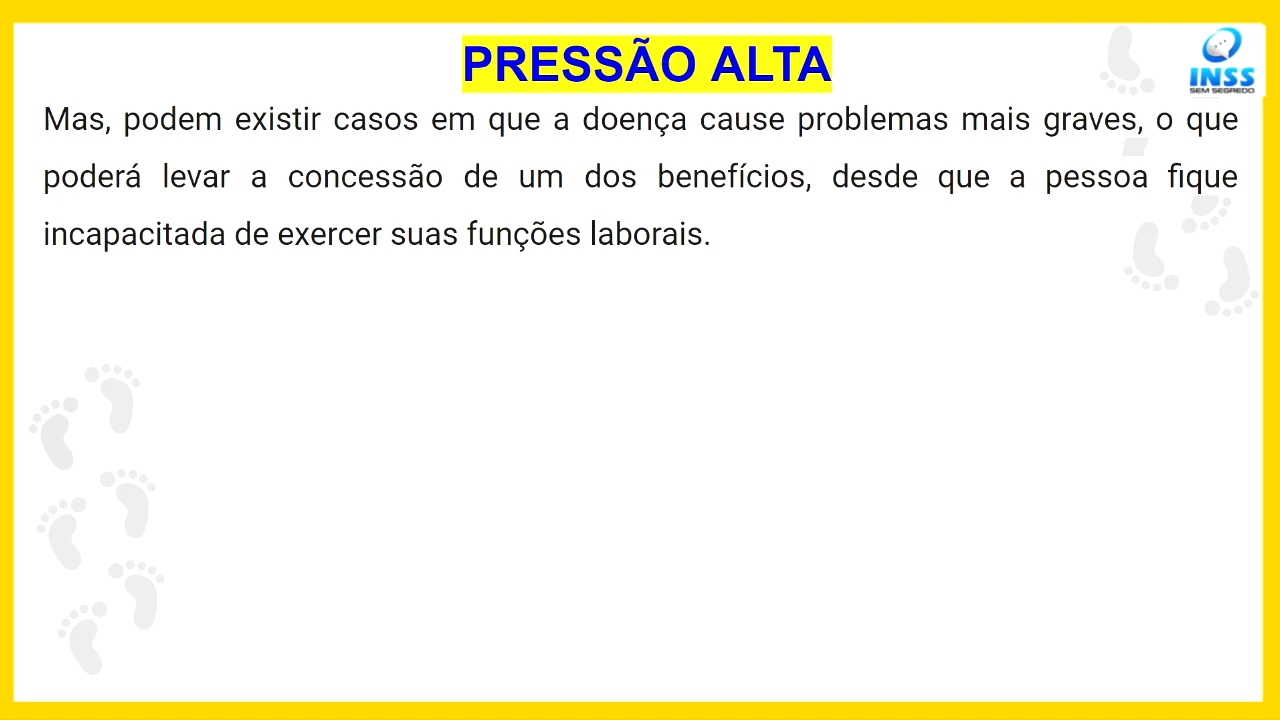 PRESSÃO ALTA
INSS
SEM SEGREDO
Mas, podem existir casos em que a doença cause problemas mais graves, o que
poderá levar a concessão de um dos benefícios, desde que a pessoa fique
incapacitada de exercer suas funções laborais.